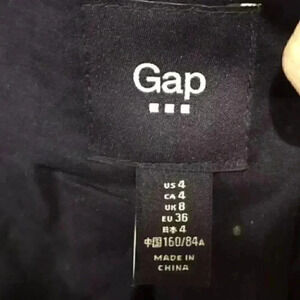 Gap
US 4
CA 4
UK 8
EU 36
日本 4
中国 160/84A
MADE IN
CHINA